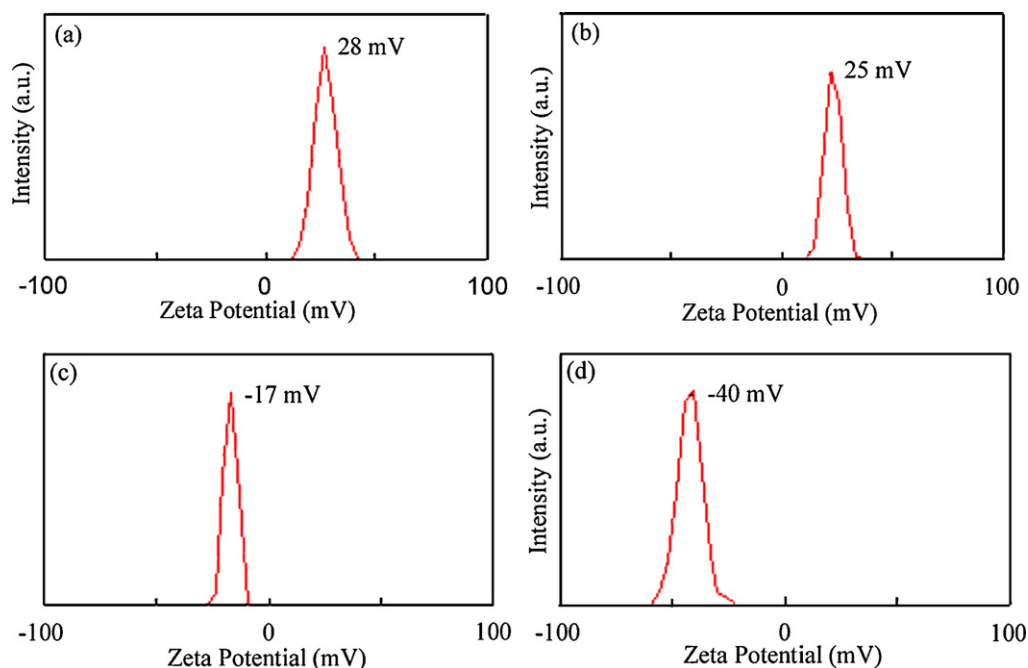 (a)
28 mV
Intensity (a.u.)
-100
0
100
Zeta Potential (mV)
(b)
25 mV
Intensity (a.u.)
-100
0
100
Zeta Potential (mV)
(c)
-17 mV
-100
0
100
Zeta Potential (mV)
(d)
-40 mV
Intensity (a.u.)
-100
0
100
Zeta Potential (mV)